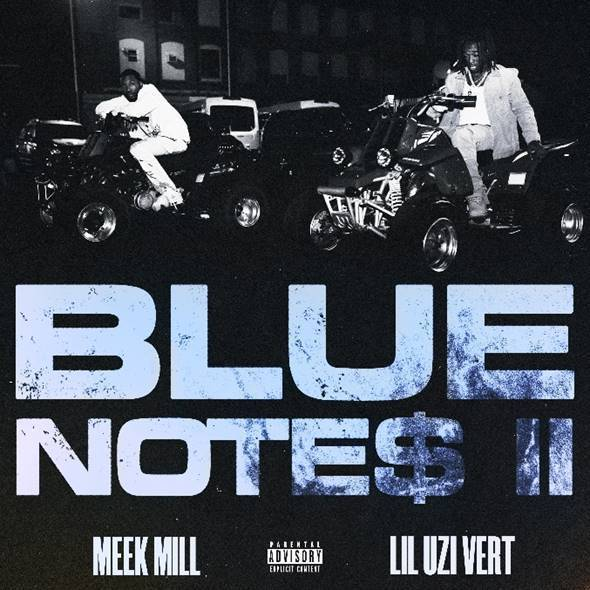 BLUE
NOTE$ II
MEEK MILL
PARENTAL
ADVISORY
EXPLICIT CONTENT
LIL UZI VERT